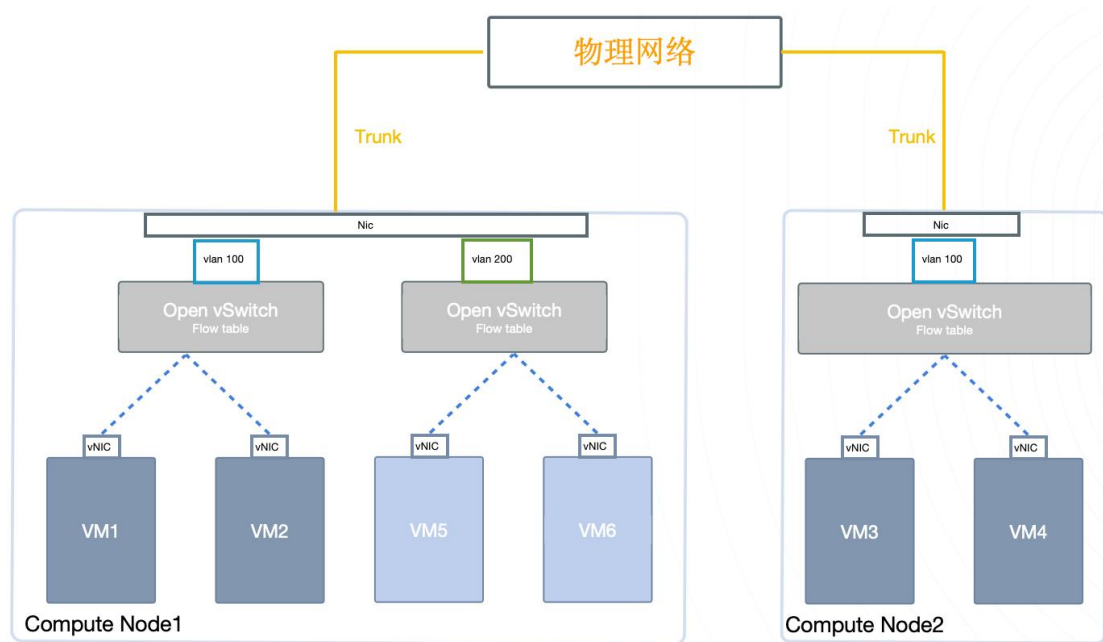 物理网络
Trunk
Trunk
Nic
Nic
vlan 100
vlan 200
vlan 100
Open vSwitch
Flow table
Open vSwitch
Flow table
Open vSwitch
Flow table
vNIC
vNIC
vNIC
vNIC
vNIC
vNIC
VM1
VM2
VM5
VM6
VM3
VM4
Compute Node1
Compute Node2